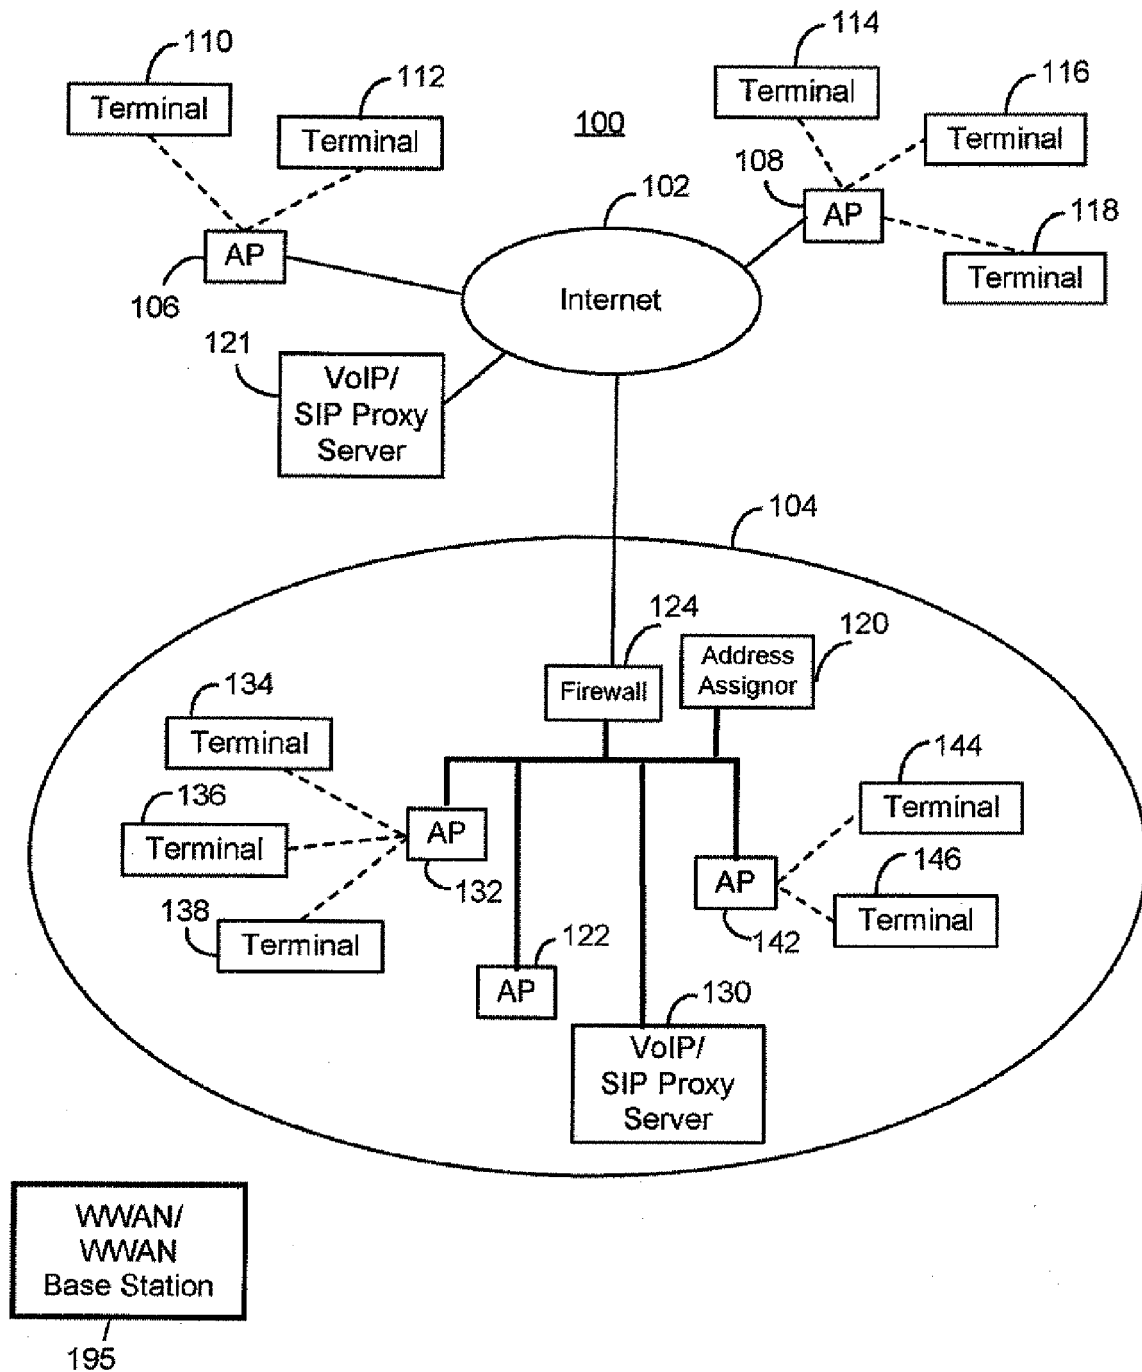 110
Terminal
112
Terminal
100
114
Terminal
116
Terminal
108
AP
118
Terminal
102
Internet
AP
106
121
VoIP/
SIP Proxy
Server
104
124
Firewall
120
Address
Assignor
134
Terminal
136
Terminal
138
Terminal
AP
132
122
AP
144
Terminal
146
Terminal
AP
142
130
VoIP/
SIP Proxy
Server
WWAN/
WWAN
Base Station
195